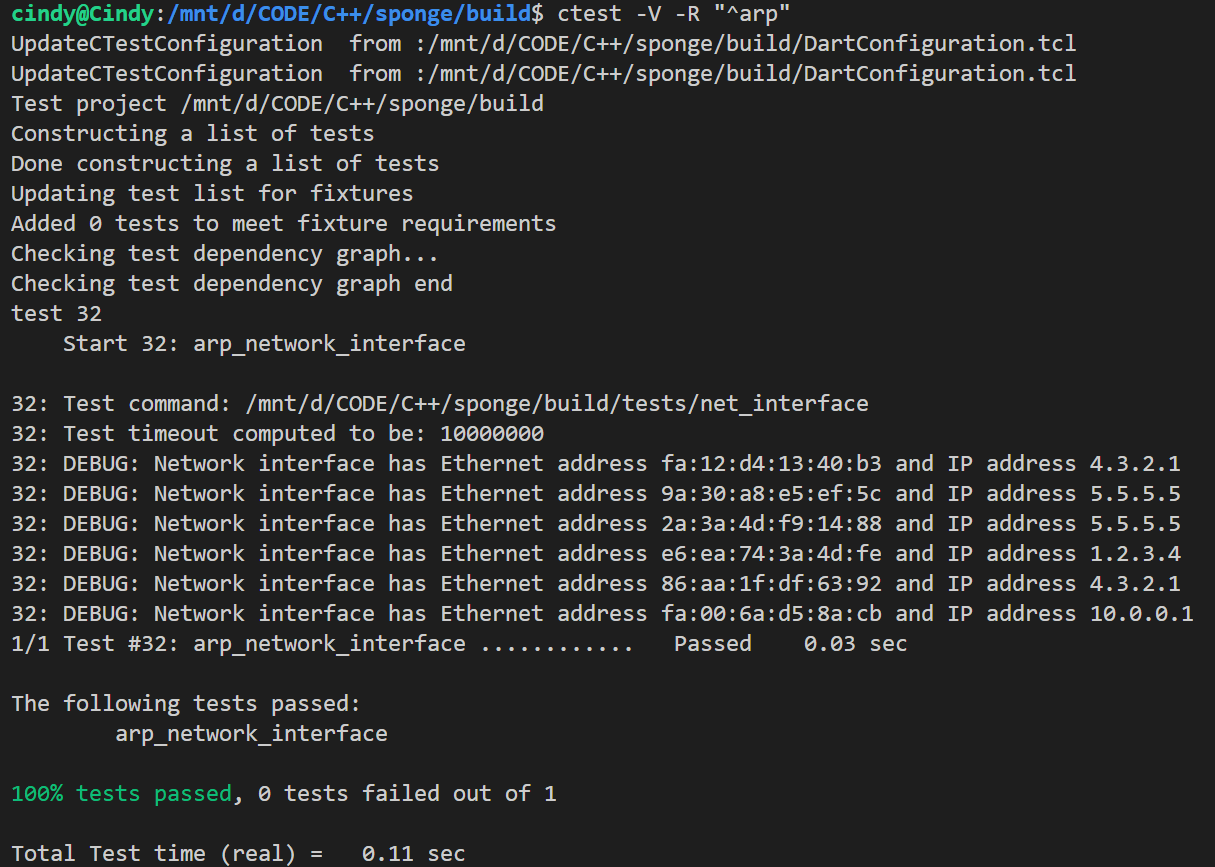 cindy@Cindy:/mnt/d/CODE/C++/sponge/build$ ctest -V -R "^arp"
UpdateCTestConfiguration  from :/mnt/d/CODE/C++/sponge/build/DartConfiguration.tcl
UpdateCTestConfiguration  from :/mnt/d/CODE/C++/sponge/build/DartConfiguration.tcl
Test project /mnt/d/CODE/C++/sponge/build
Constructing a list of tests
Done constructing a list of tests
Updating test list for fixtures
Added 0 tests to meet fixture requirements
Checking test dependency graph...
Checking test dependency graph end
test 32
    Start 32: arp_network_interface

32: Test command: /mnt/d/CODE/C++/sponge/build/tests/net_interface
32: Test timeout computed to be: 10000000
32: DEBUG: Network interface has Ethernet address fa:12:d4:13:40:b3 and IP address 4.3.2.1
32: DEBUG: Network interface has Ethernet address 9a:30:a8:e5:ef:5c and IP address 5.5.5.5
32: DEBUG: Network interface has Ethernet address 2a:3a:4d:f9:14:88 and IP address 5.5.5.5
32: DEBUG: Network interface has Ethernet address e6:ea:74:3a:4d:fe and IP address 1.2.3.4
32: DEBUG: Network interface has Ethernet address 86:aa:1f:df:63:92 and IP address 4.3.2.1
32: DEBUG: Network interface has Ethernet address fa:00:6a:d5:8a:cb and IP address 10.0.0.1
1/1 Test #32: arp_network_interface ............   Passed    0.03 sec

The following tests passed:
        arp_network_interface

100% tests passed, 0 tests failed out of 1

Total Test time (real) =   0.11 sec